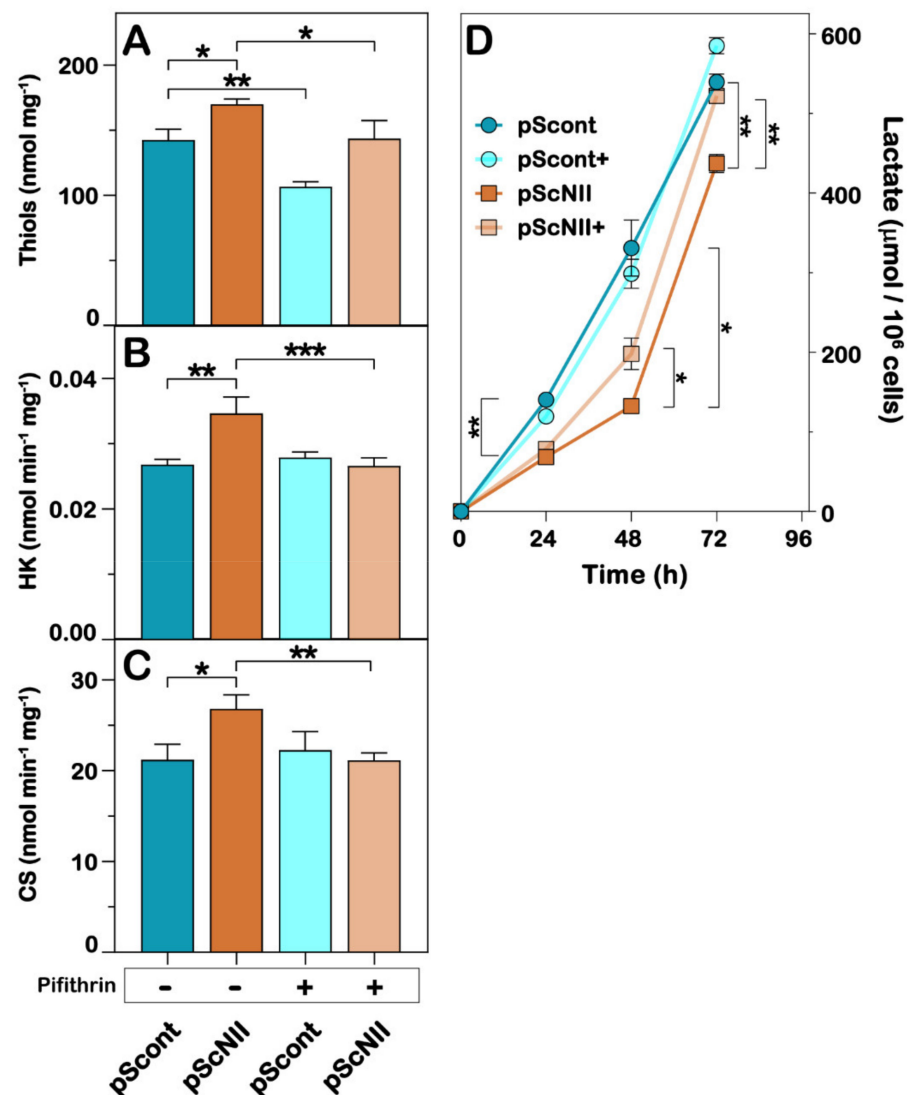 A
Thiols (nmol mg⁻¹)
200
100
0
*
*
**
B
HK (nmol min⁻¹ mg⁻¹)
0.04
0.02
0.00
**
***
C
CS (nmol min⁻¹ mg⁻¹)
30
20
10
0
*
**
Pifithrin - - + +
pScont pScNII pScont pScNII
D
pScont
pScont+
pScNII
pScNII+
**
*
*
**
**
600
400
200
0
Lactate (μmol / 10⁶ cells)
0 24 48 72 96
Time (h)